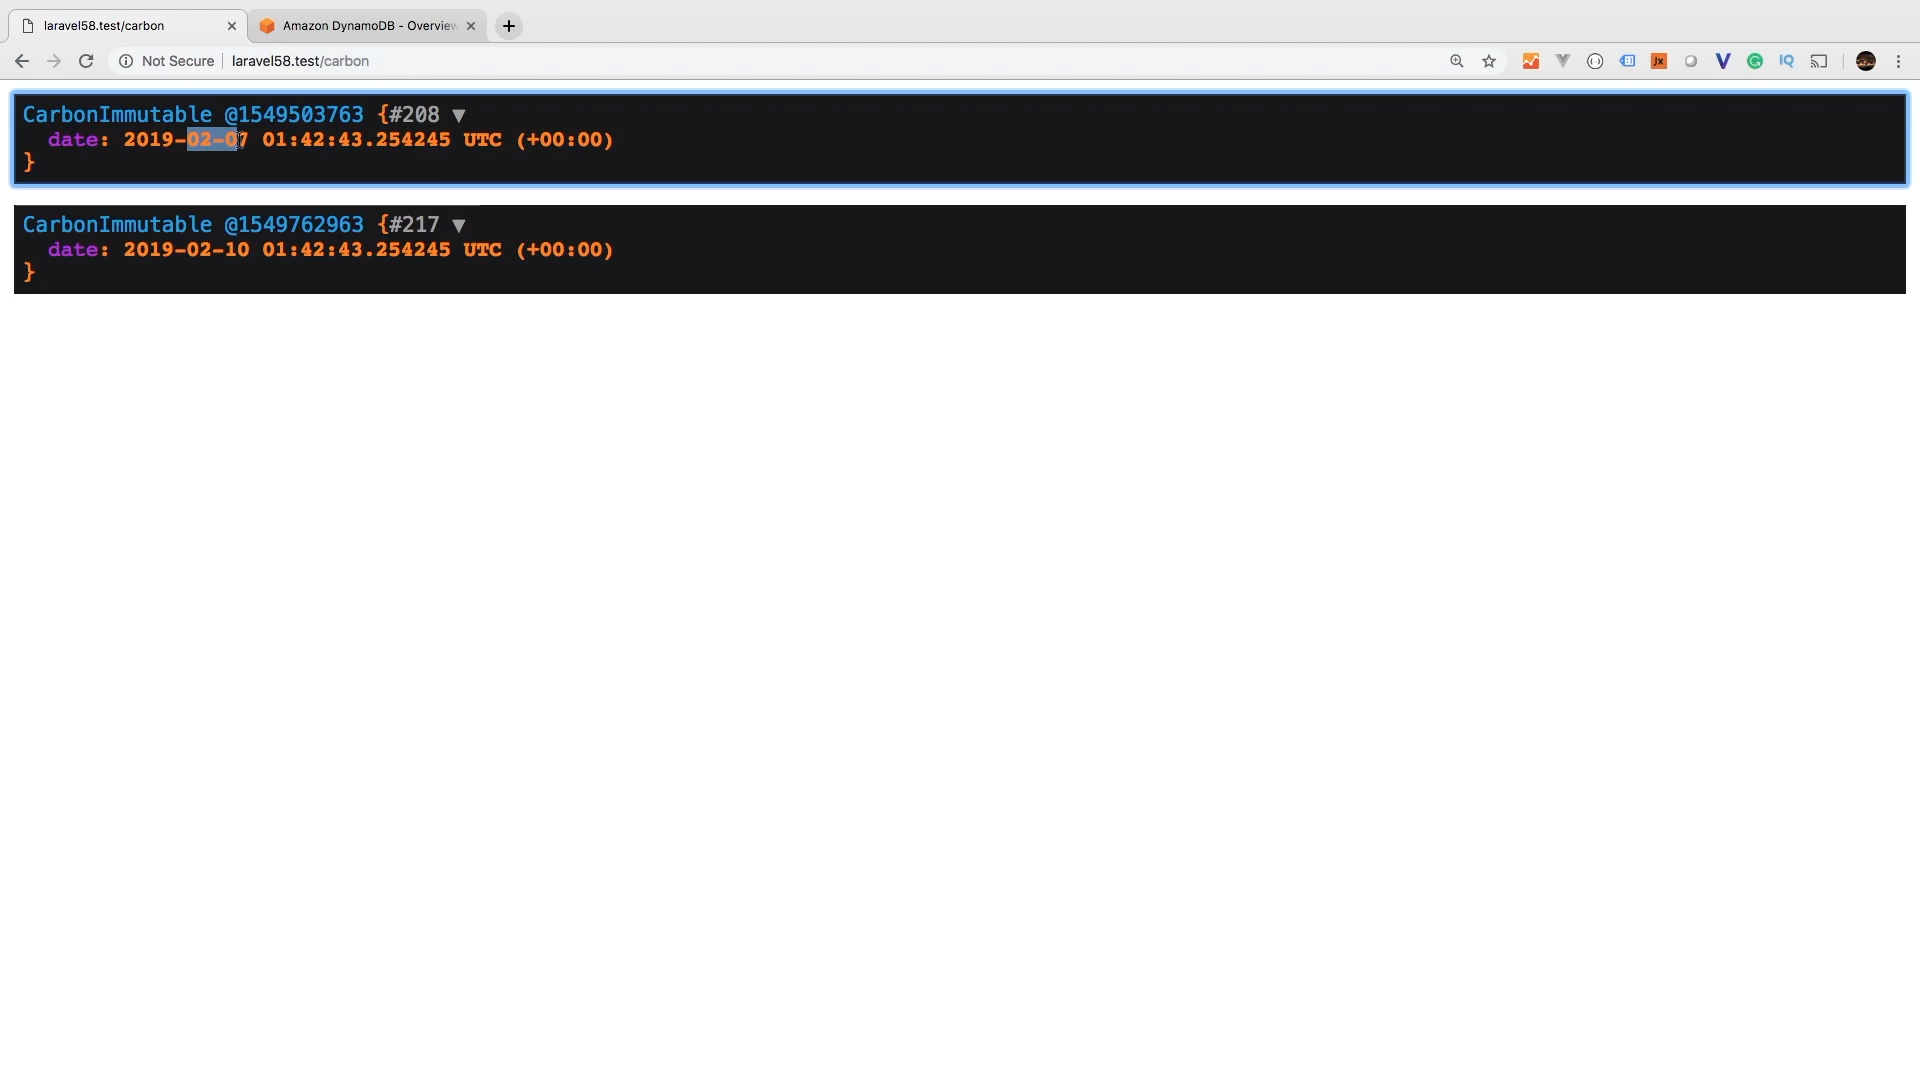 laravel58.test/carbon
Amazon DynamoDB - Overview
Not Secure
laravel58.test/carbon
Jx
V
G
IQ
CarbonImmutable @1549503763 {#208 ▼
date: 2019-02-07 01:42:43.254245 UTC (+00:00)
}
CarbonImmutable @1549762963 {#217 ▼
date: 2019-02-10 01:42:43.254245 UTC (+00:00)
}